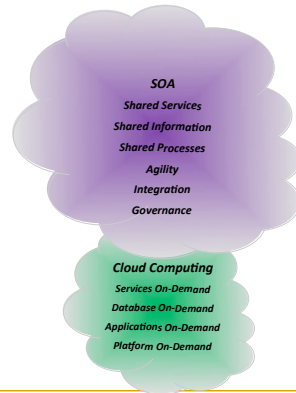 SOA
Shared Services
Shared Information
Shared Processes
Agility
Integration
Governance
Cloud Computing
Services On-Demand
Database On-Demand
Applications On-Demand
Platform On-Demand